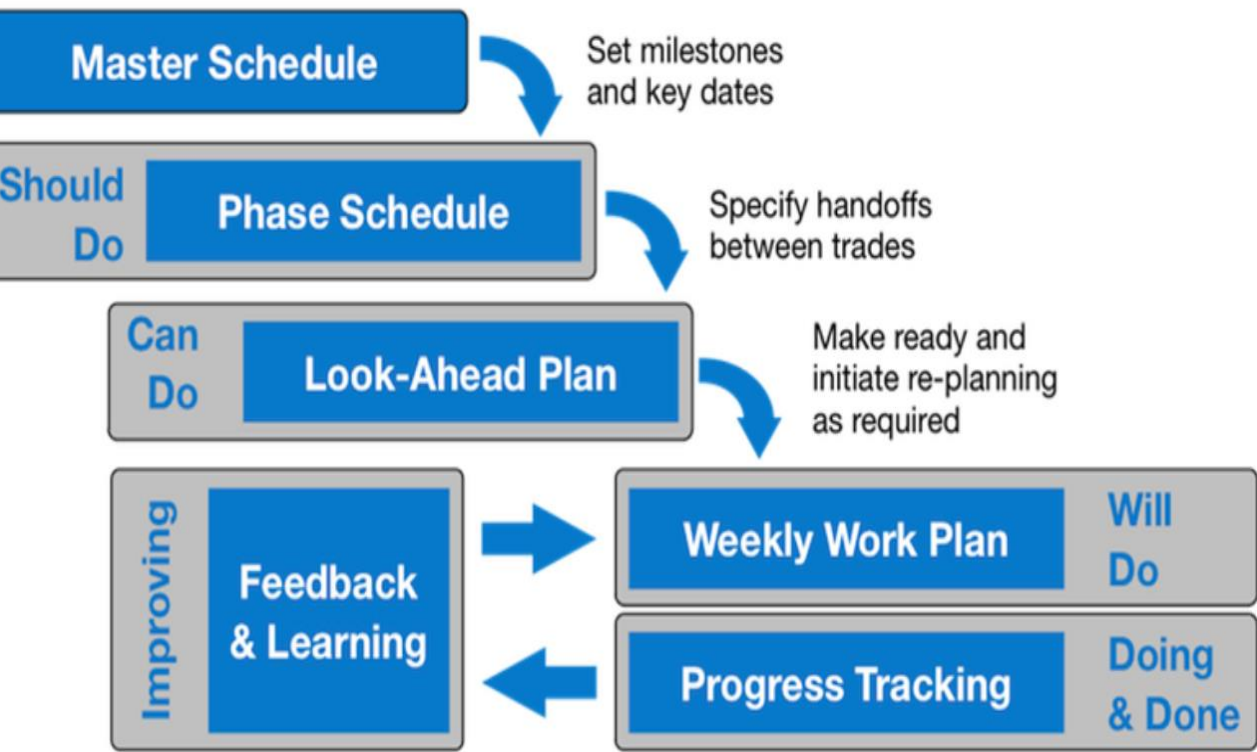 Master Schedule
Set milestones
and key dates
Should
Do
Phase Schedule
Specify handoffs
between trades
Can
Do
Look-Ahead Plan
Make ready and
initiate re-planning
as required
Improving
Feedback
& Learning
Weekly Work Plan
Will
Do
Progress Tracking
Doing
& Done